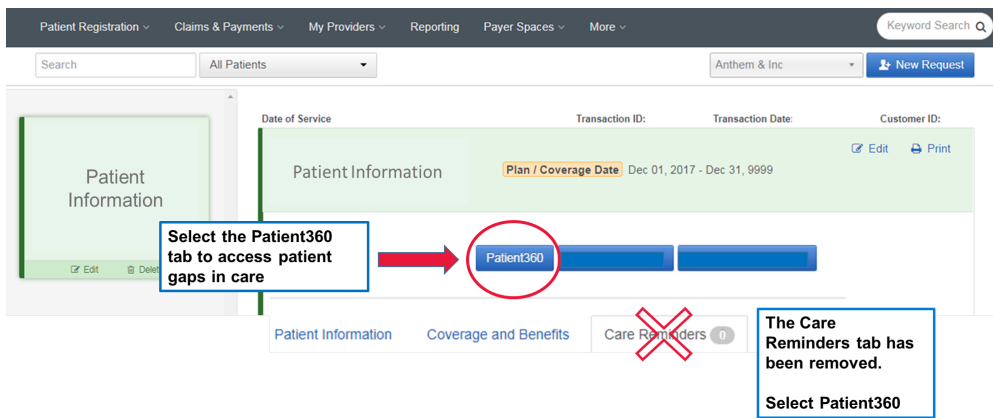 Patient Registration Claims & Payments My Providers Reporting Payer Spaces More Keyword Search
Search All Patients Anthem & Inc New Request
Date of Service Transaction ID: Transaction Date: Customer ID:
Patient
Information
Edit Delet
Patient Information Plan / Coverage Date Dec 01, 2017 - Dec 31, 9999 Edit Print
Select the Patient360
tab to access patient
gaps in care
Patient360
Patient Information Coverage and Benefits Care Reminders 0
The Care
Reminders tab has
been removed.
Select Patient360